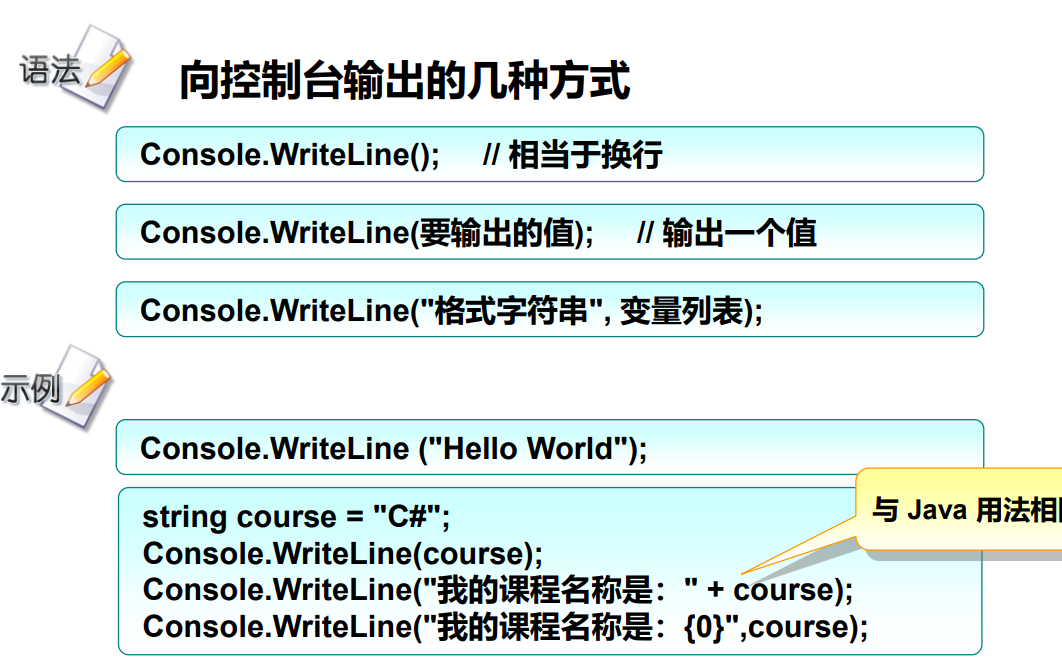 语法
向控制台输出的几种方式
Console.WriteLine(); // 相当于换行
Console.WriteLine(要输出的值); // 输出一个值
Console.WriteLine("格式字符串", 变量列表);
示例
Console.WriteLine ("Hello World");
与 Java 用法相
string course = "C#";
Console.WriteLine(course);
Console.WriteLine("我的课程名称是：" + course);
Console.WriteLine("我的课程名称是：{0}",course);